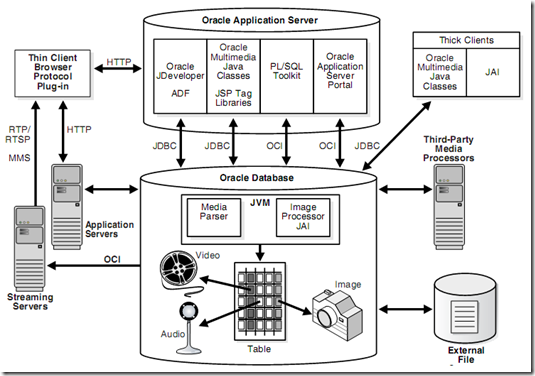 Oracle Application Server
Thin Client
Browser
Protocol
Plug-in
HTTP
Oracle
JDeveloper
ADF
Oracle
Multimedia
Java
Classes
JSP Tag
Libraries
PL/SQL
Toolkit
Oracle
Application
Server
Portal
Thick Clients
Oracle
Multimedia
Java
Classes
JAI
RTP/
RTSP
MMS
HTTP
JDBC
JDBC
OCI
OCI
JDBC
Third-Party
Media
Processors
Oracle Database
JVM
Media
Parser
Image
Processor
JAI
Application
Servers
OCI
Streaming
Servers
Video
Image
Audio
Table
External
File